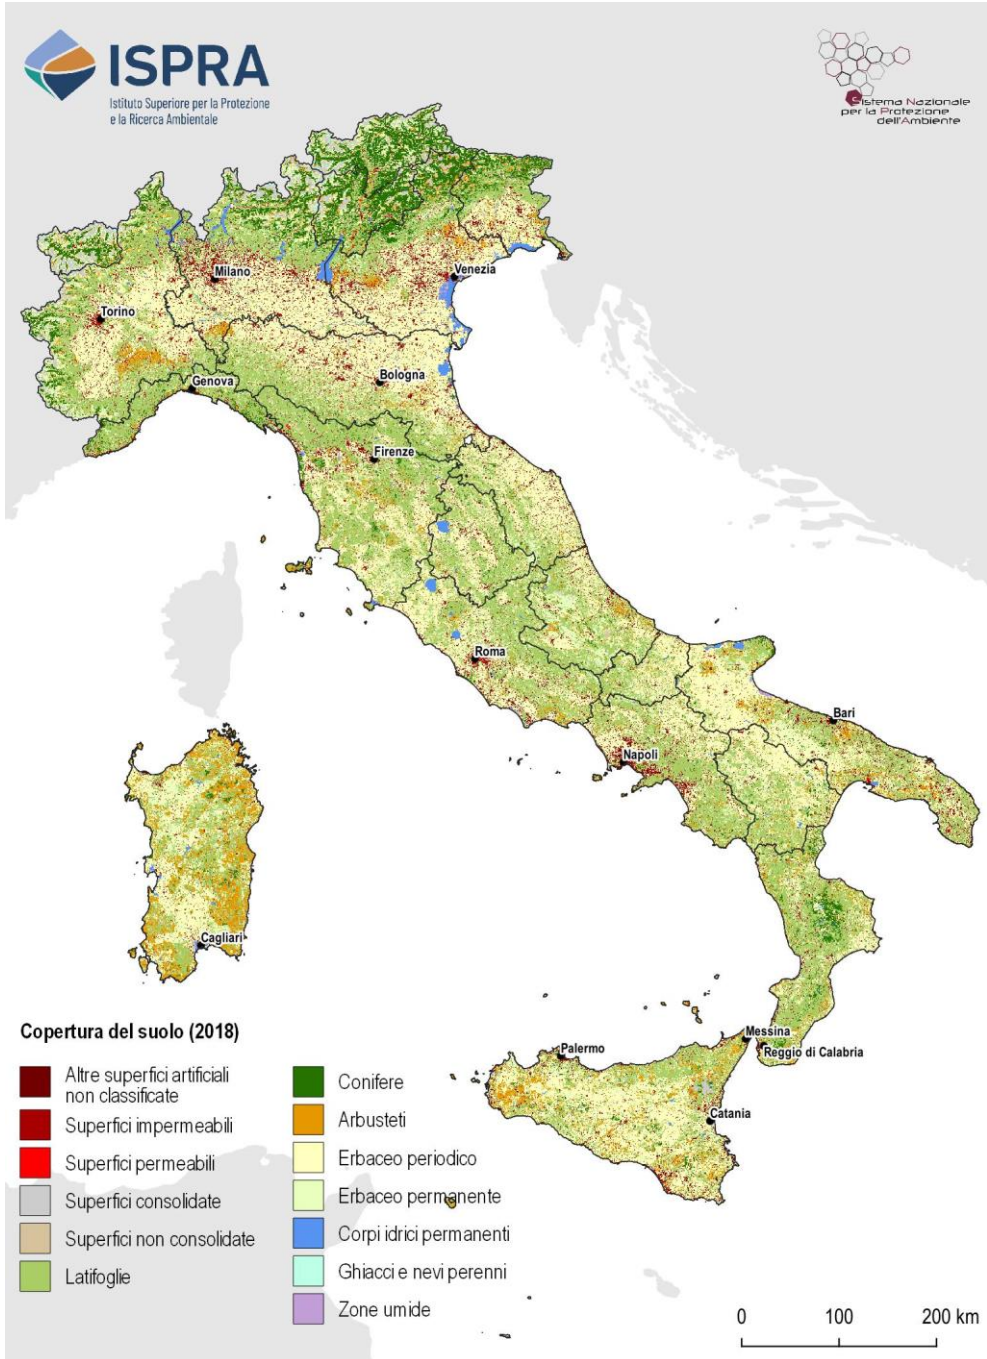 ISPRA
Istituto Superiore per la Protezione
e la Ricerca Ambientale
Sistema Nazionale
per la Protezione
dell'Ambiente
Milano
Venezia
Torino
Genova
Bologna
Firenze
Roma
Bari
Napoli
Cagliari
Messina
Palermo
Reggio di Calabria
Catania
Copertura del suolo (2018)
Altre superfici artificiali
non classificate
Superfici impermeabili
Superfici permeabili
Superfici consolidate
Superfici non consolidate
Latifoglie
Conifere
Arbusteti
Erbaceo periodico
Erbaceo permanente
Corpi idrici permanenti
Ghiacci e nevi perenni
Zone umide
0 100 200 km